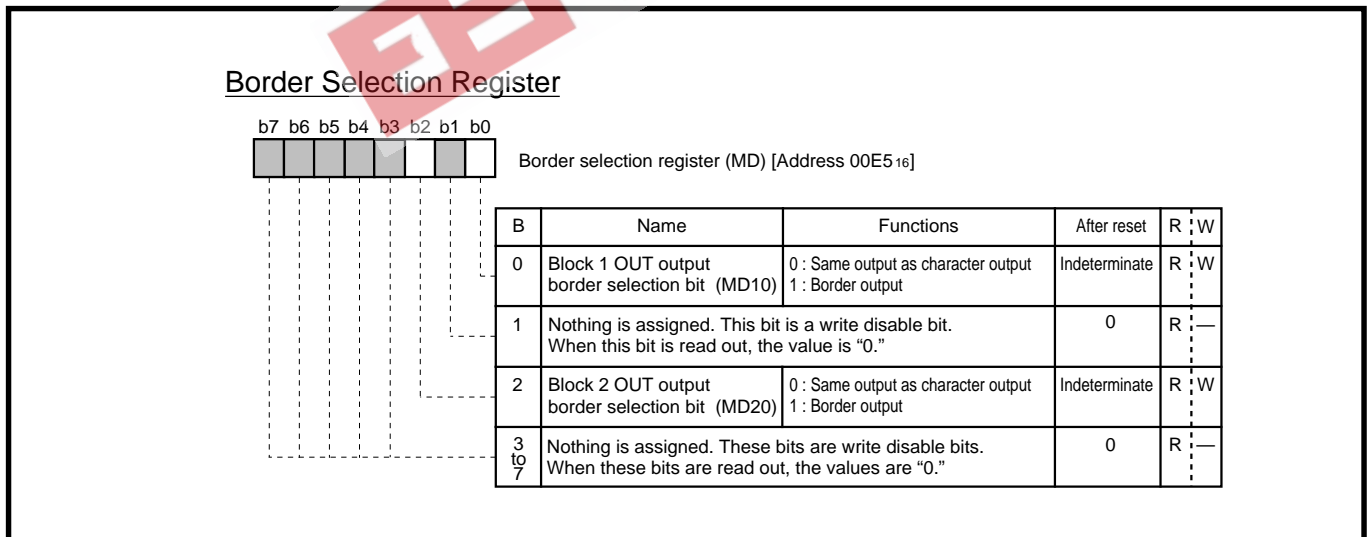 Border Selection Register
b7 b6 b5 b4 b3 b2 b1 b0
Border selection register (MD) [Address 00E5₁₆]
B Name Functions After reset R W
0 Block 1 OUT output border selection bit (MD10) 0 : Same output as character output 1 : Border output Indeterminate R W
1 Nothing is assigned. This bit is a write disable bit. When this bit is read out, the value is “0.” 0 R —
2 Block 2 OUT output border selection bit (MD20) 0 : Same output as character output 1 : Border output Indeterminate R W
3 to 7 Nothing is assigned. These bits are write disable bits. When these bits are read out, the values are “0.” 0 R —